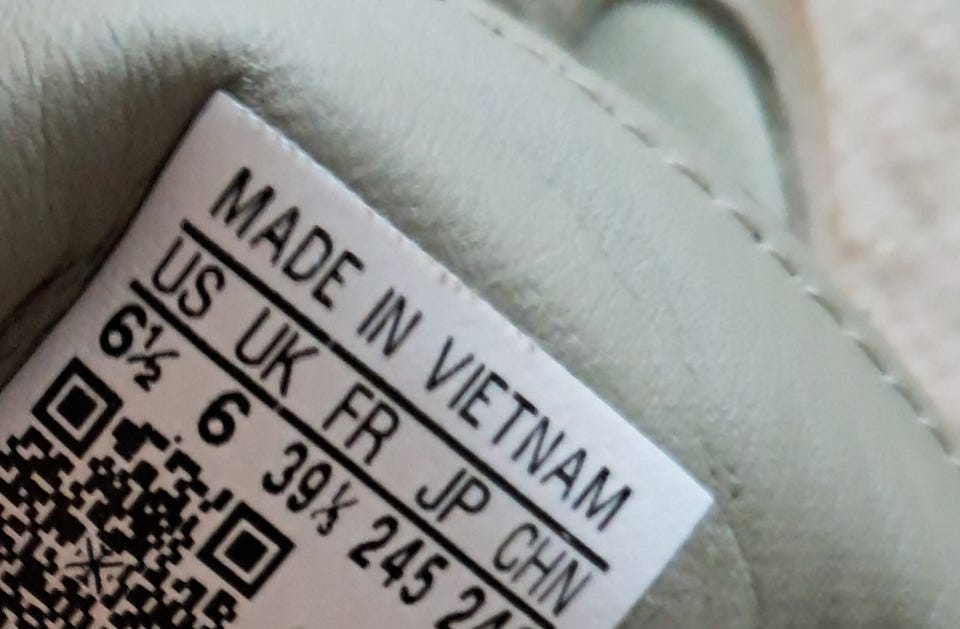 MADE IN VIETNAM
US UK FR JP CHN
6½ 6 39⅓ 245